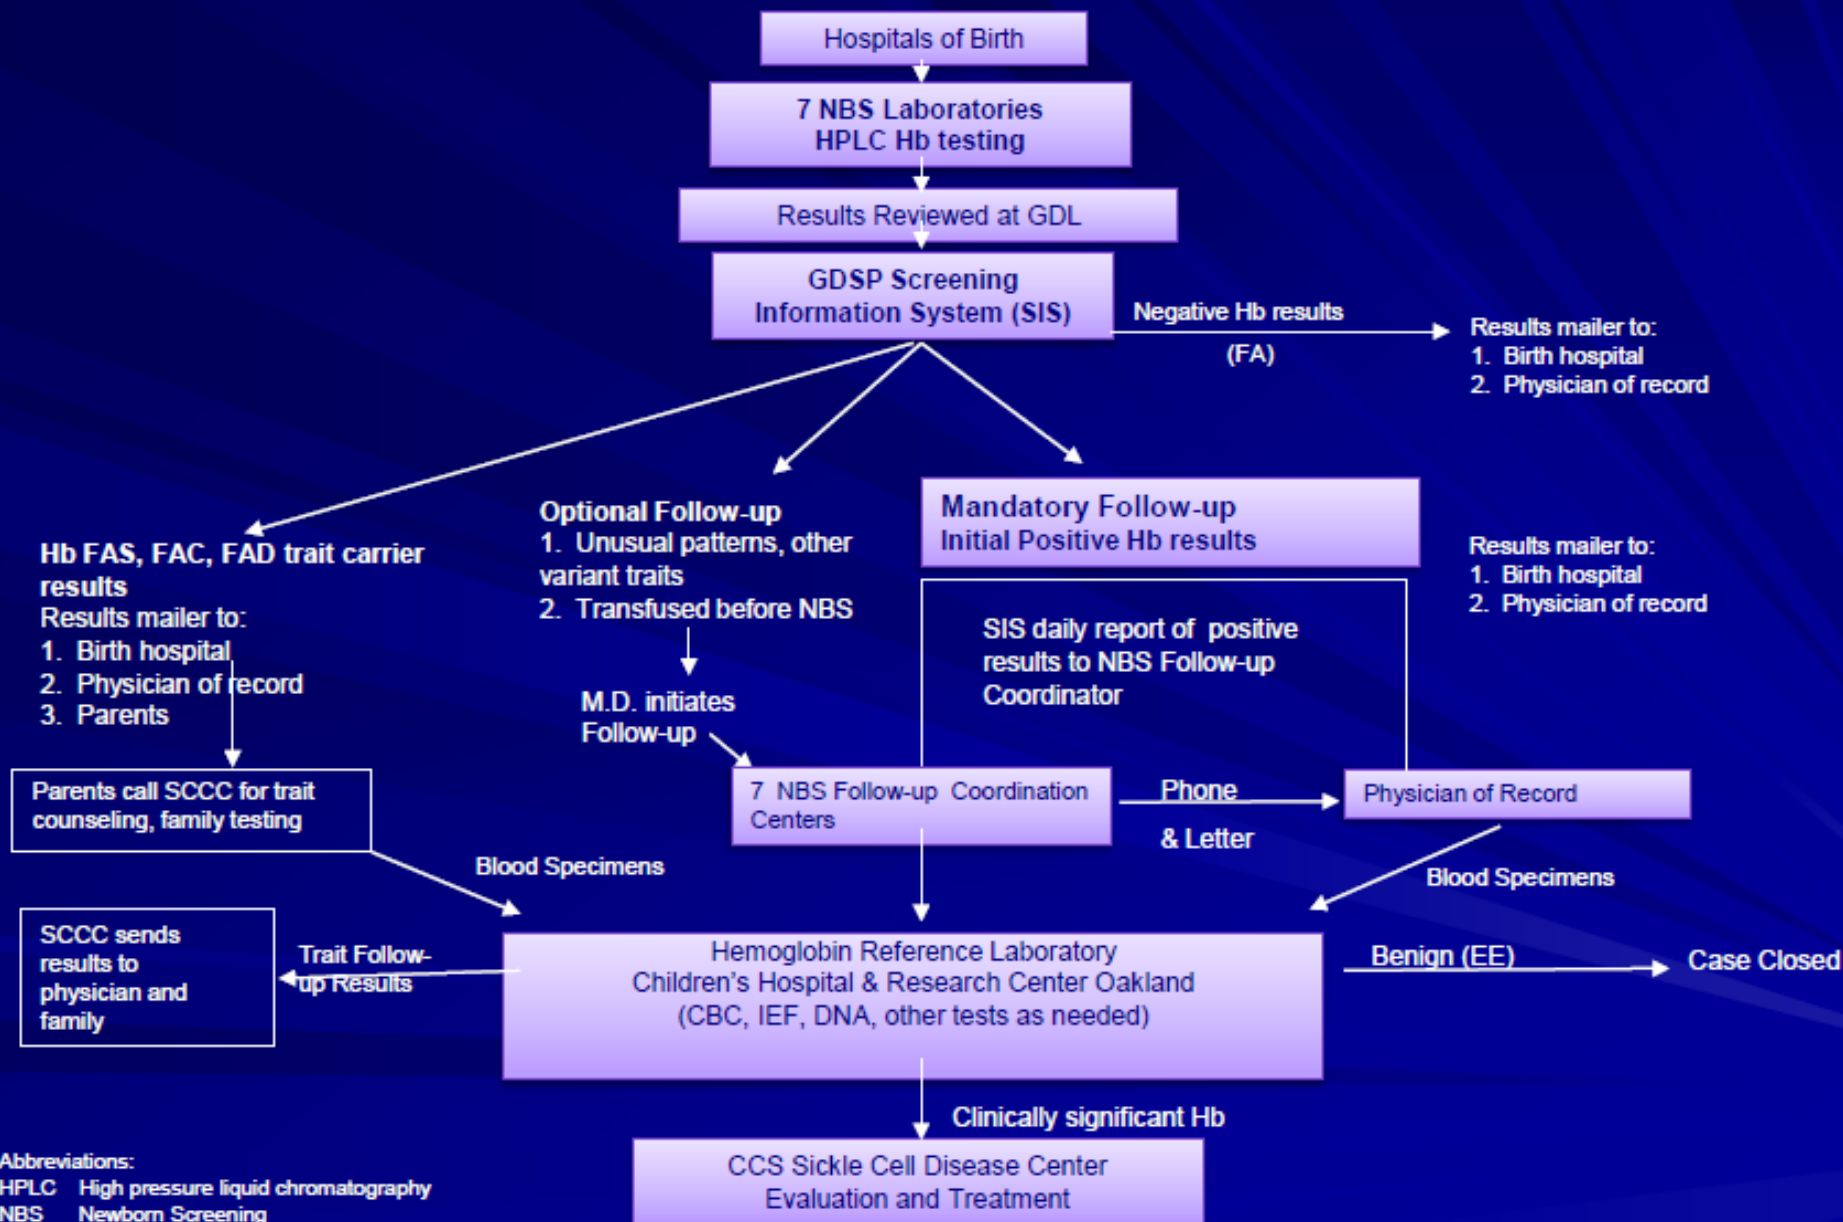 Hospitals of Birth
7 NBS Laboratories
HPLC Hb testing
Results Reviewed at GDL
GDSP Screening
Information System (SIS)
Negative Hb results
(FA)
Results mailer to:
1. Birth hospital
2. Physician of record
Hb FAS, FAC, FAD trait carrier
results
Results mailer to:
1. Birth hospital
2. Physician of record
3. Parents
Optional Follow-up
1. Unusual patterns, other
variant traits
2. Transfused before NBS
M.D. initiates
Follow-up
Mandatory Follow-up
Initial Positive Hb results
Results mailer to:
1. Birth hospital
2. Physician of record
SIS daily report of positive
results to NBS Follow-up
Coordinator
Parents call SCCC for trait
counseling, family testing
7 NBS Follow-up Coordination
Centers
Phone
& Letter
Physician of Record
Blood Specimens
Blood Specimens
SCCC sends
results to
physician and
family
Trait Follow-
up Results
Hemoglobin Reference Laboratory
Children's Hospital & Research Center Oakland
(CBC, IEF, DNA, other tests as needed)
Benign (EE)
Case Closed
Clinically significant Hb
CCS Sickle Cell Disease Center
Evaluation and Treatment
Abbreviations:
HPLC High pressure liquid chromatography
NBS Newborn Screening